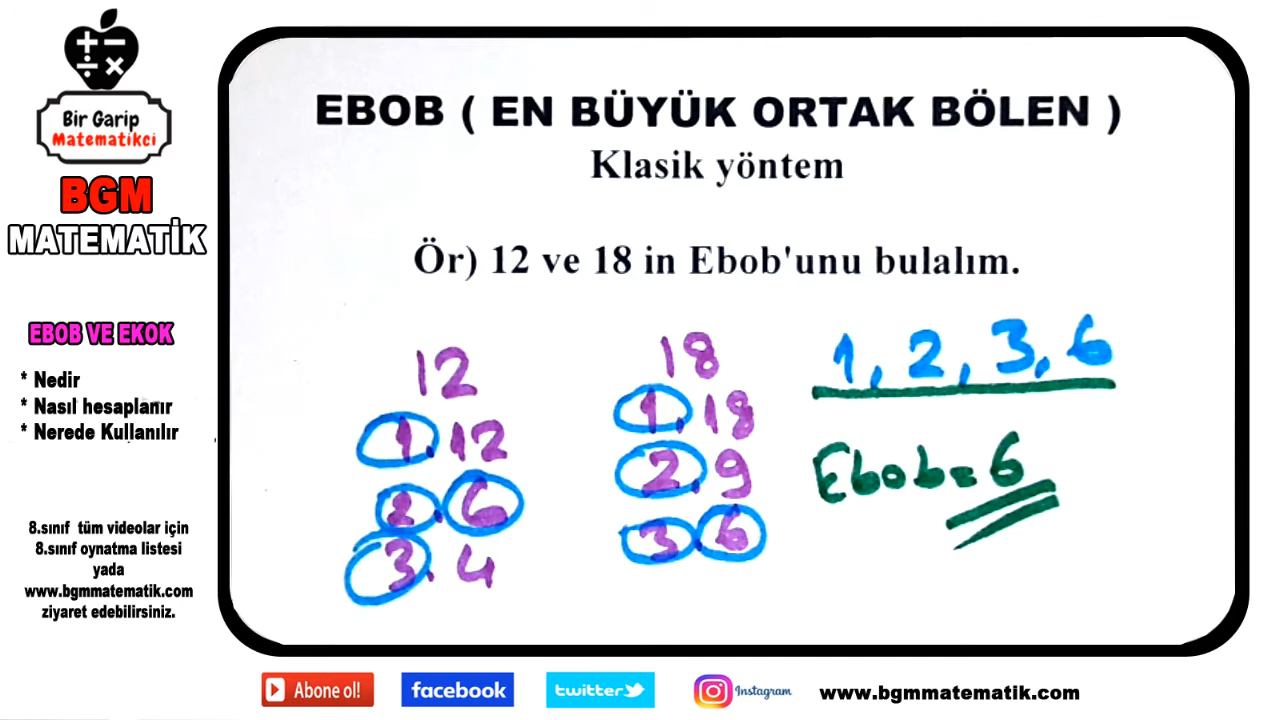 Bir Garip
Matematikci
BGM
MATEMATİK
EBOB VE EKOK
* Nedir
* Nasıl hesaplanır
* Nerede Kullanılır
8.sınıf tüm videolar için
8.sınıf oynatma listesi
yada
www.bgmmatematik.com
ziyaret edebilirsiniz.
EBOB ( EN BÜYÜK ORTAK BÖLEN )
Klasik yöntem
Ör) 12 ve 18 in Ebob'unu bulalım.
12
1.12
2.6
3.4
18
1.18
2.9
3.6
1, 2, 3, 6
Ebob = 6
Abone ol!
facebook
twitter
Instagram
www.bgmmatematik.com